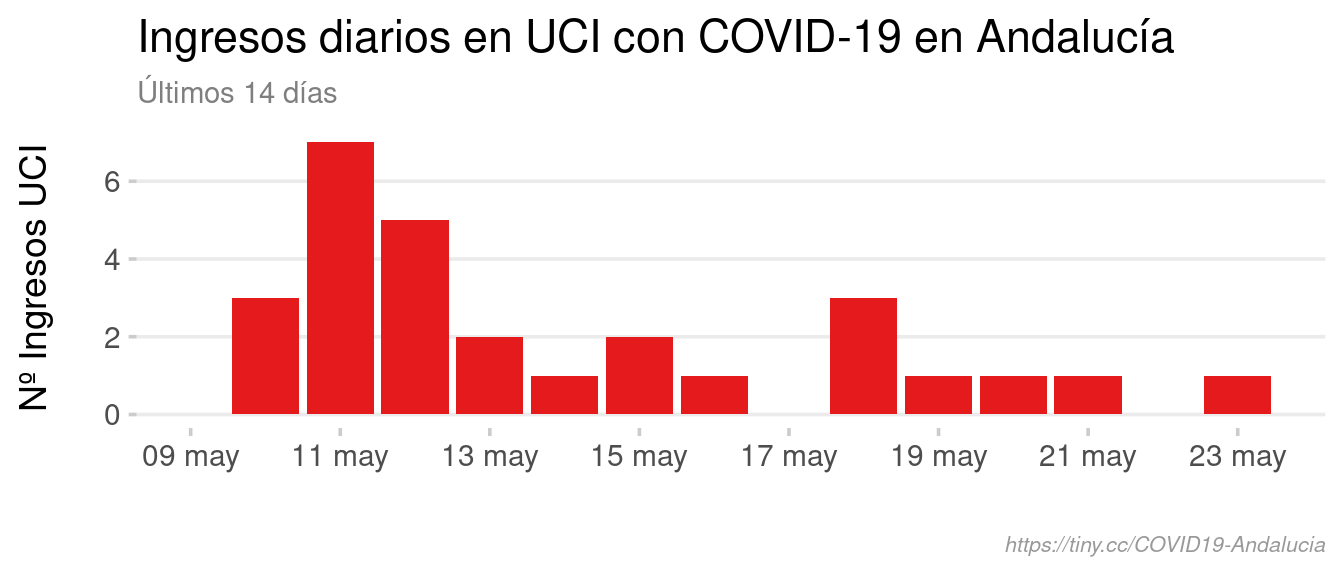 Ingresos diarios en UCI con COVID-19 en Andalucía
Últimos 14 días
Nº Ingresos UCI
6
4
2
0
09 may 11 may 13 may 15 may 17 may 19 may 21 may 23 may
https://tiny.cc/COVID19-Andalucia